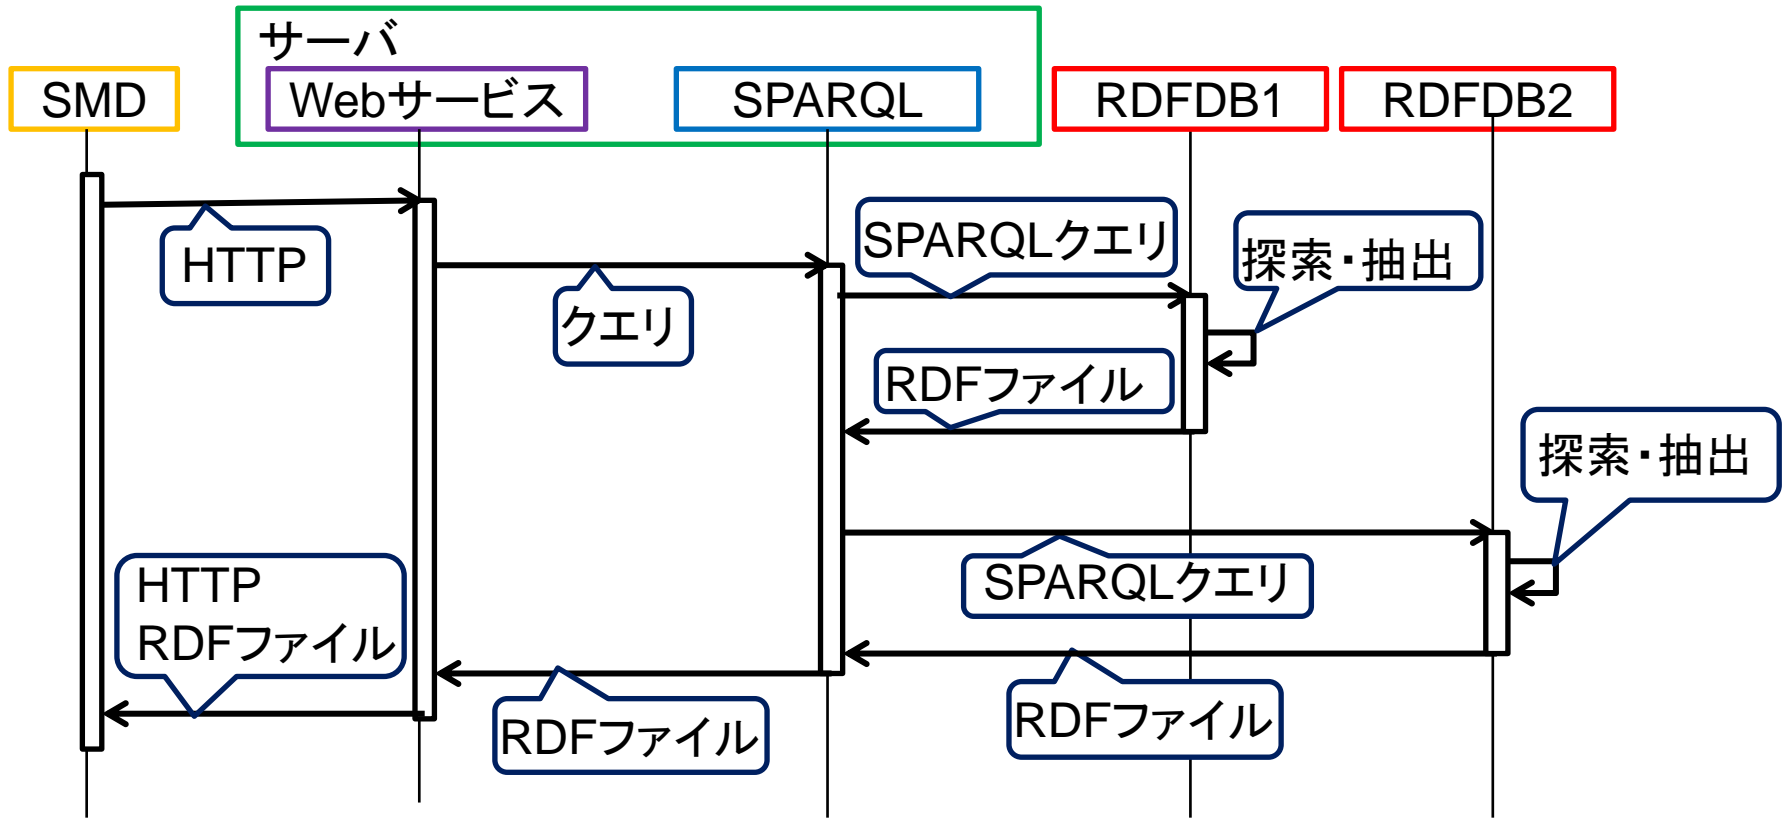 サーバ
SMD
Webサービス
SPARQL
RDFDB1
RDFDB2
HTTP
クエリ
SPARQLクエリ
探索・抽出
RDFファイル
探索・抽出
SPARQLクエリ
HTTP
RDFファイル
RDFファイル
RDFファイル